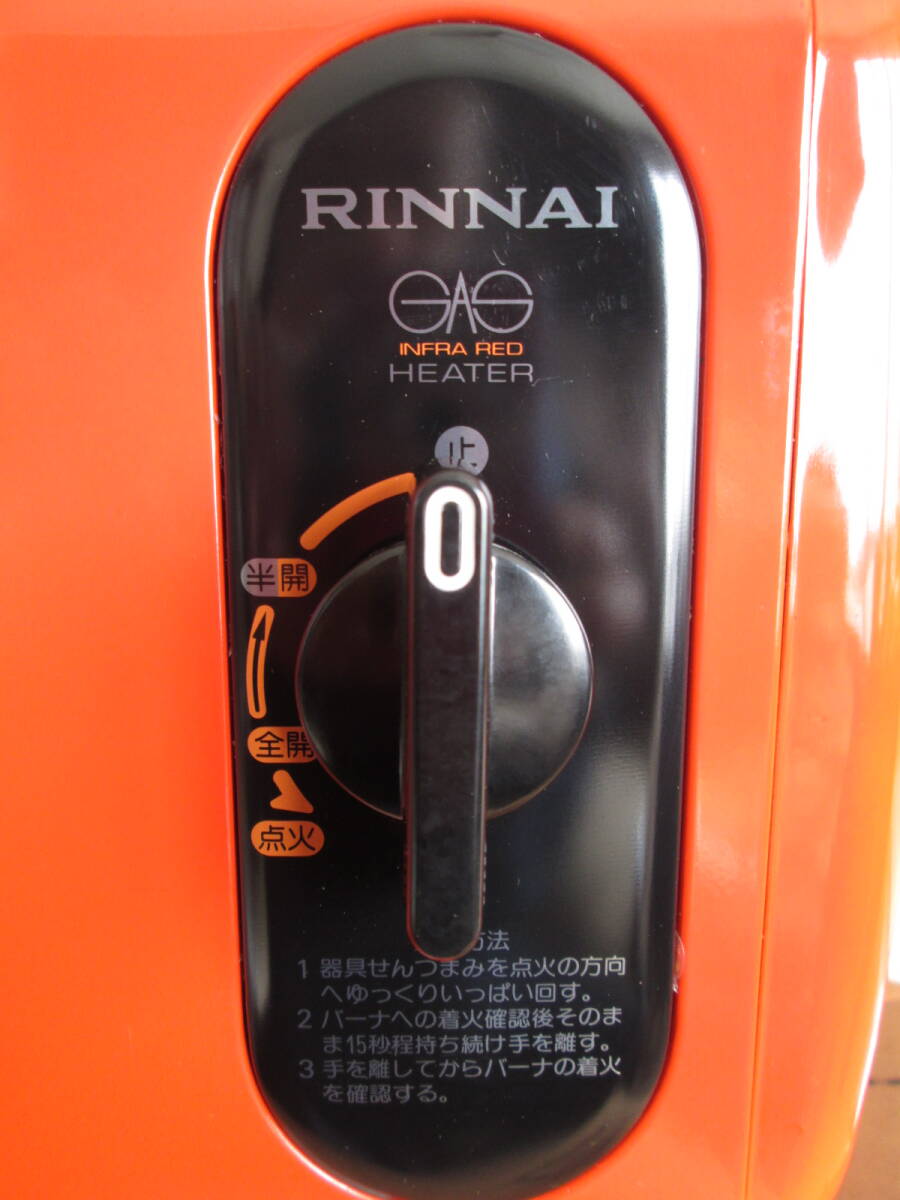 RINNAI
GAS
INFRA RED
HEATER
止
半開
全開
点火
方法
1 器具せんつまみを点火の方向
へゆっくりいっぱい回す。
2 バーナへの着火確認後そのま
ま15秒程持ち続け手を離す。
3 手を離してからバーナの着火
を確認する。